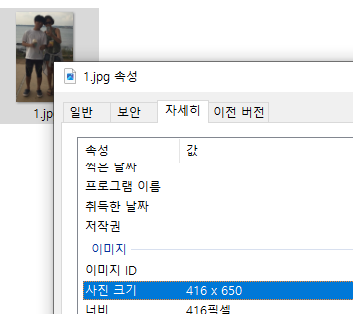 1.jp
1.jpg 속성
일반 보안 자세히 이전 버전
속성 값
찍은 날짜
프로그램 이름
취득한 날짜
저작권
이미지
이미지 ID
사진 크기 416 x 650
너비 416픽셀